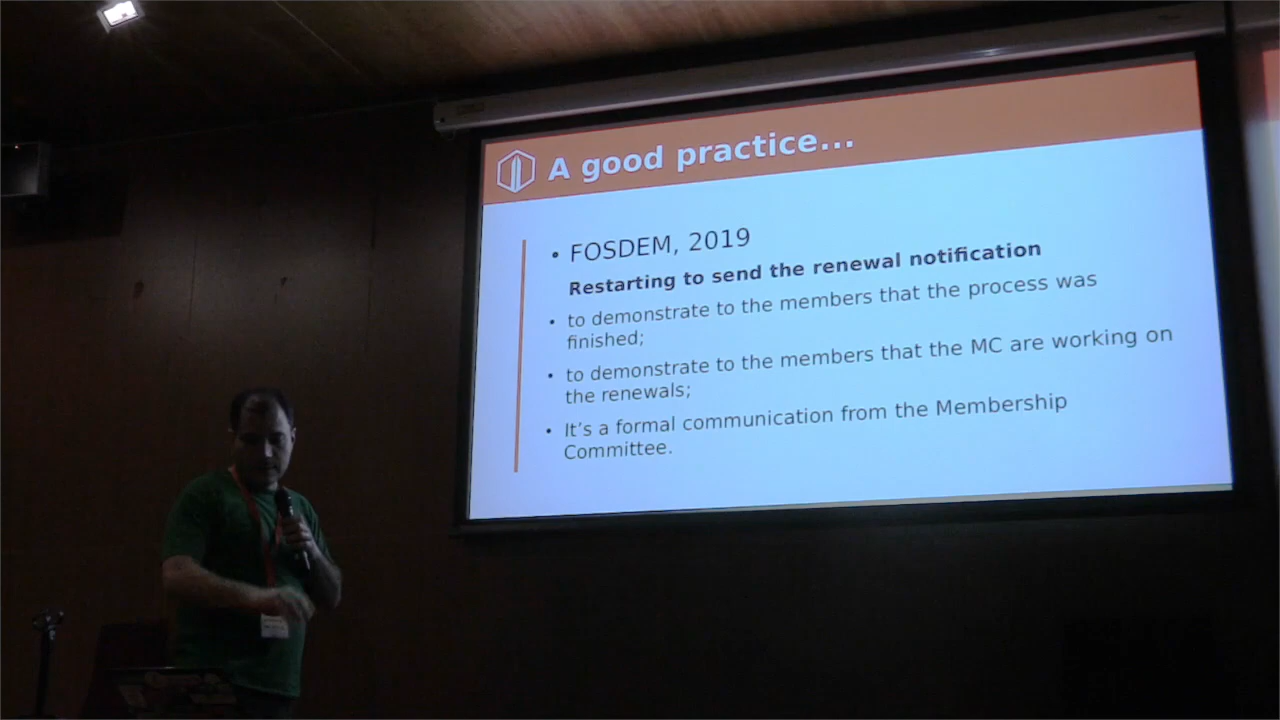 A good practice...
• FOSDEM, 2019
Restarting to send the renewal notification
• to demonstrate to the members that the process was
finished;
• to demonstrate to the members that the MC are working on
the renewals;
• It's a formal communication from the Membership
Committee.